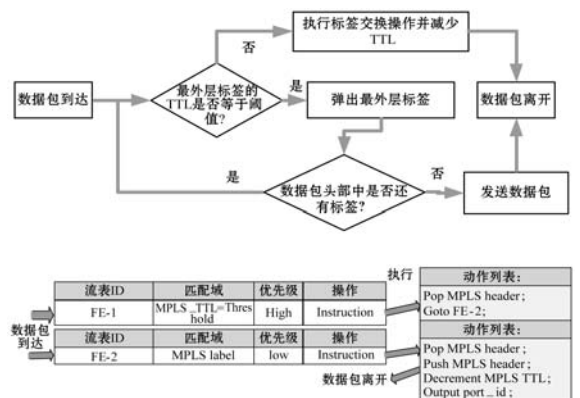 否
执行标签交换操作并减少
TTL
数据包到达
最外层标签的
TTL是否等于阈
值?
是
弹出最外层标签
数据包离开
是
数据包头部中是否还
有标签?
否
发送数据包
执行
动作列表:
流表ID 匹配域 优先级 操作
FE-1 MPLS _TTL=Thres
hold High Instruction
Pop MPLS header;
Goto FE-2;
数据包
到达
流表ID 匹配域 优先级 操作
动作列表:
FE-2 MPLS label low Instruction
Pop MPLS header;
Push MPLS header;
Decrement MPLS TTL;
Output port_id;
数据包离开